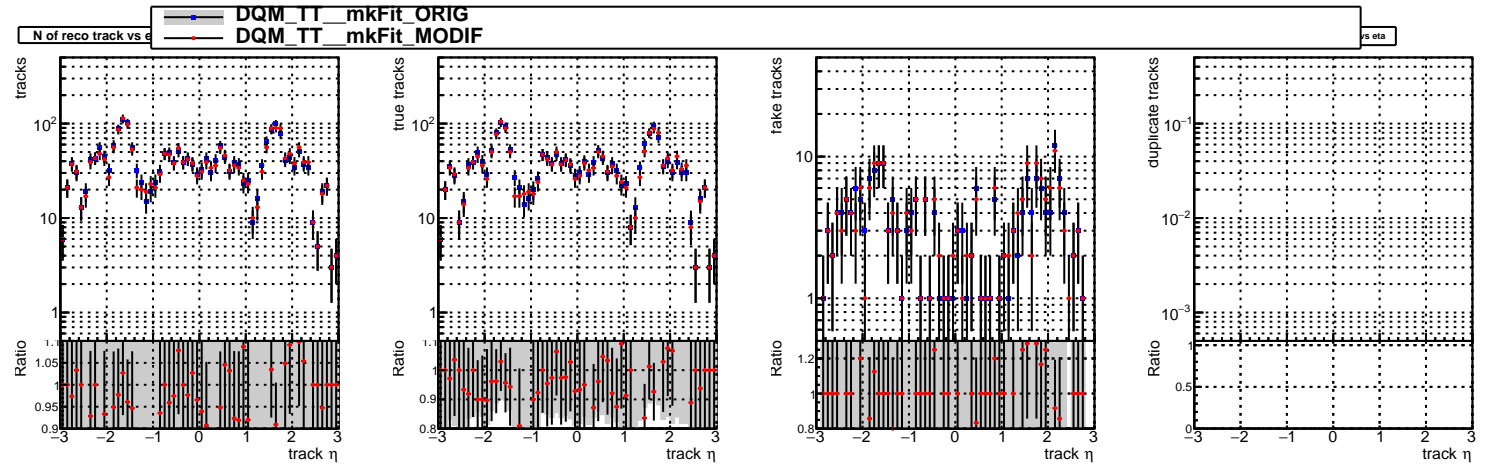 DQM_TT__mkFit_ORIG
DQM_TT__mkFit_MODIF
N of reco track vs e
vs eta
tracks
10²
10
1
Ratio
1.1
1.05
1
0.95
0.9
−3 −2 −1 0 1 2 3
track η
true tracks
10²
10
1
Ratio
1.1
1
0.9
0.8
−3 −2 −1 0 1 2 3
track η
fake tracks
10
1
Ratio
1.2
1
0.8
−3 −2 −1 0 1 2 3
track η
duplicate tracks
10⁻¹
10⁻²
10⁻³
Ratio
1
0.5
0
−3 −2 −1 0 1 2 3
track η